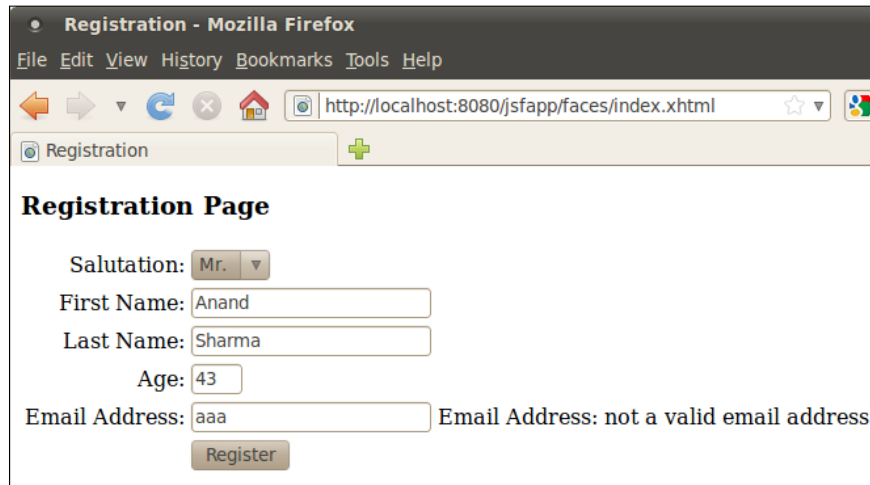 Registration - Mozilla Firefox
File Edit View History Bookmarks Tools Help
http://localhost:8080/jsfapp/faces/index.xhtml
Registration
Registration Page
Salutation: Mr.
First Name: Anand
Last Name: Sharma
Age: 43
Email Address: aaa Email Address: not a valid email address
Register